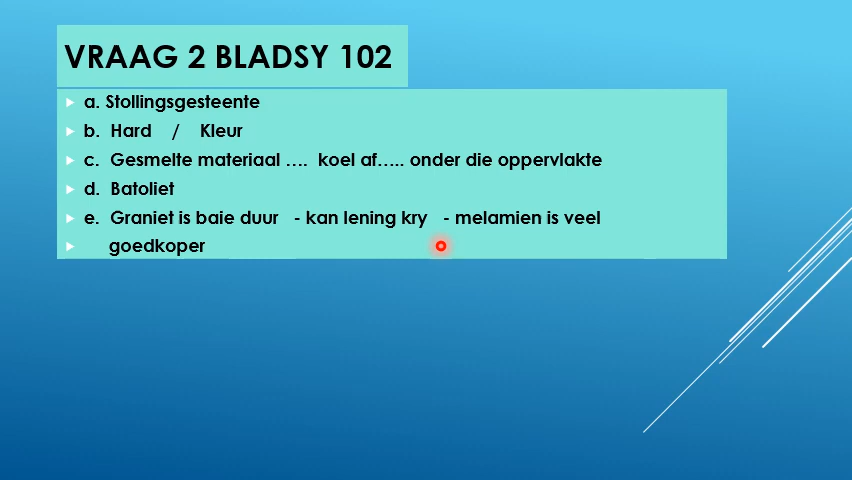 VRAAG 2 BLADSY 102
a. Stollingsgesteente
b. Hard / Kleur
c. Gesmelte materiaal .... koel af..... onder die oppervlakte
d. Batoliet
e. Graniet is baie duur - kan lening kry - melamien is veel
goedkoper